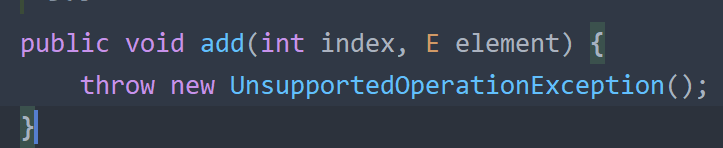 public void add(int index, E element) {
    throw new UnsupportedOperationException();
}